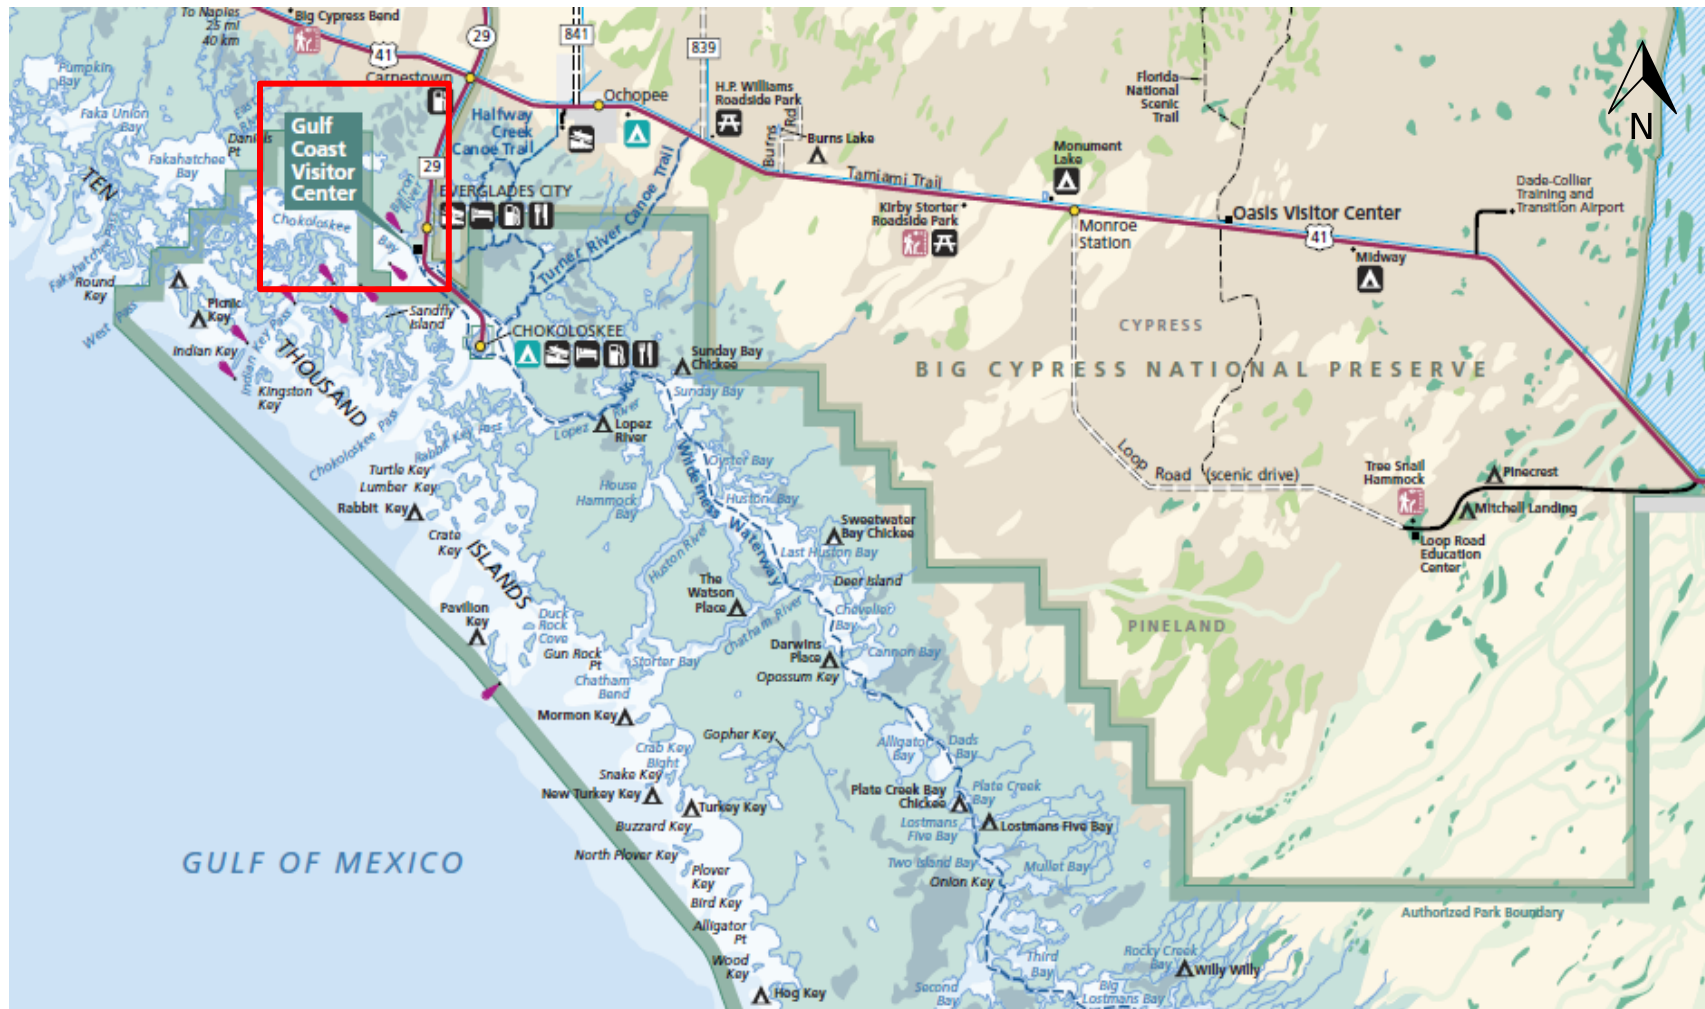 To Naples
25 mi
40 km
Big Cypress Bend
41
29
841
839
Carnestown
Ochopee
H.P. Williams
Roadside Park
Burns
Rd
Burns Lake
Florida
National
Scenic
Trail
N
Pumpkin
Bay
Faka Union
Bay
Daniels
Pt
Fakahatchee
Bay
Gulf
Coast
Visitor
Center
Halfway
Creek
Canoe Trail
29
Barron
River
EVERGLADES CITY
Monument
Lake
Tamiami Trail
Kirby Storter
Roadside Park
Monroe
Station
Oasis Visitor Center
41
Midway
Dade-Collier
Training and
Transition Airport
TEN
THOUSAND
ISLANDS
Chokoloskee
Bay
Turner River Canoe Trail
Fakahatchee Pass
Round
Key
West Pass
Picnic
Key
Indian Key
Indian Key Pass
Kingston
Key
Sandfly
Island
CHOKOLOSKEE
Sunday Bay
Chickee
Sunday Bay
CYPRESS
BIG CYPRESS NATIONAL PRESERVE
Chokoloskee Pass
Rabbit Key Pass
Lopez
River
Lopez
River
Turtle Key
Lumber Key
Rabbit Key
Crate
Key
House
Hammock
Bay
Oyster Bay
Huston Bay
Wilderness Waterway
Sweetwater
Bay Chickee
Last Huston Bay
Huston River
Loop
Road
(scenic drive)
Tree Snail
Hammock
Pinecrest
Mitchell Landing
Loop Road
Education
Center
The
Watson
Place
Deer Island
Chevelier
Bay
Chatham River
Pavilion
Key
Duck
Rock
Cove
Gun Rock
Pt
Storter Bay
Chatham
Bend
Darwins
Place
Opossum Key
Cannon Bay
PINELAND
Mormon Key
Gopher Key
Crab Key
Bight
Alligator
Bay
Dads
Bay
Snake Key
New Turkey Key
Turkey Key
Plate Creek Bay
Chickee
Plate Creek
Bay
Buzzard Key
Lostmans
Five Bay
Lostmans Five Bay
GULF OF MEXICO
North Plover Key
Two Island Bay
Mullet Bay
Plover
Key
Onion Key
Bird Key
Authorized Park Boundary
Alligator
Pt
Wood
Key
Third
Bay
Rocky Creek
Bay
Willy Willy
Hog Key
Second
Bay
Big
Lostmans Bay